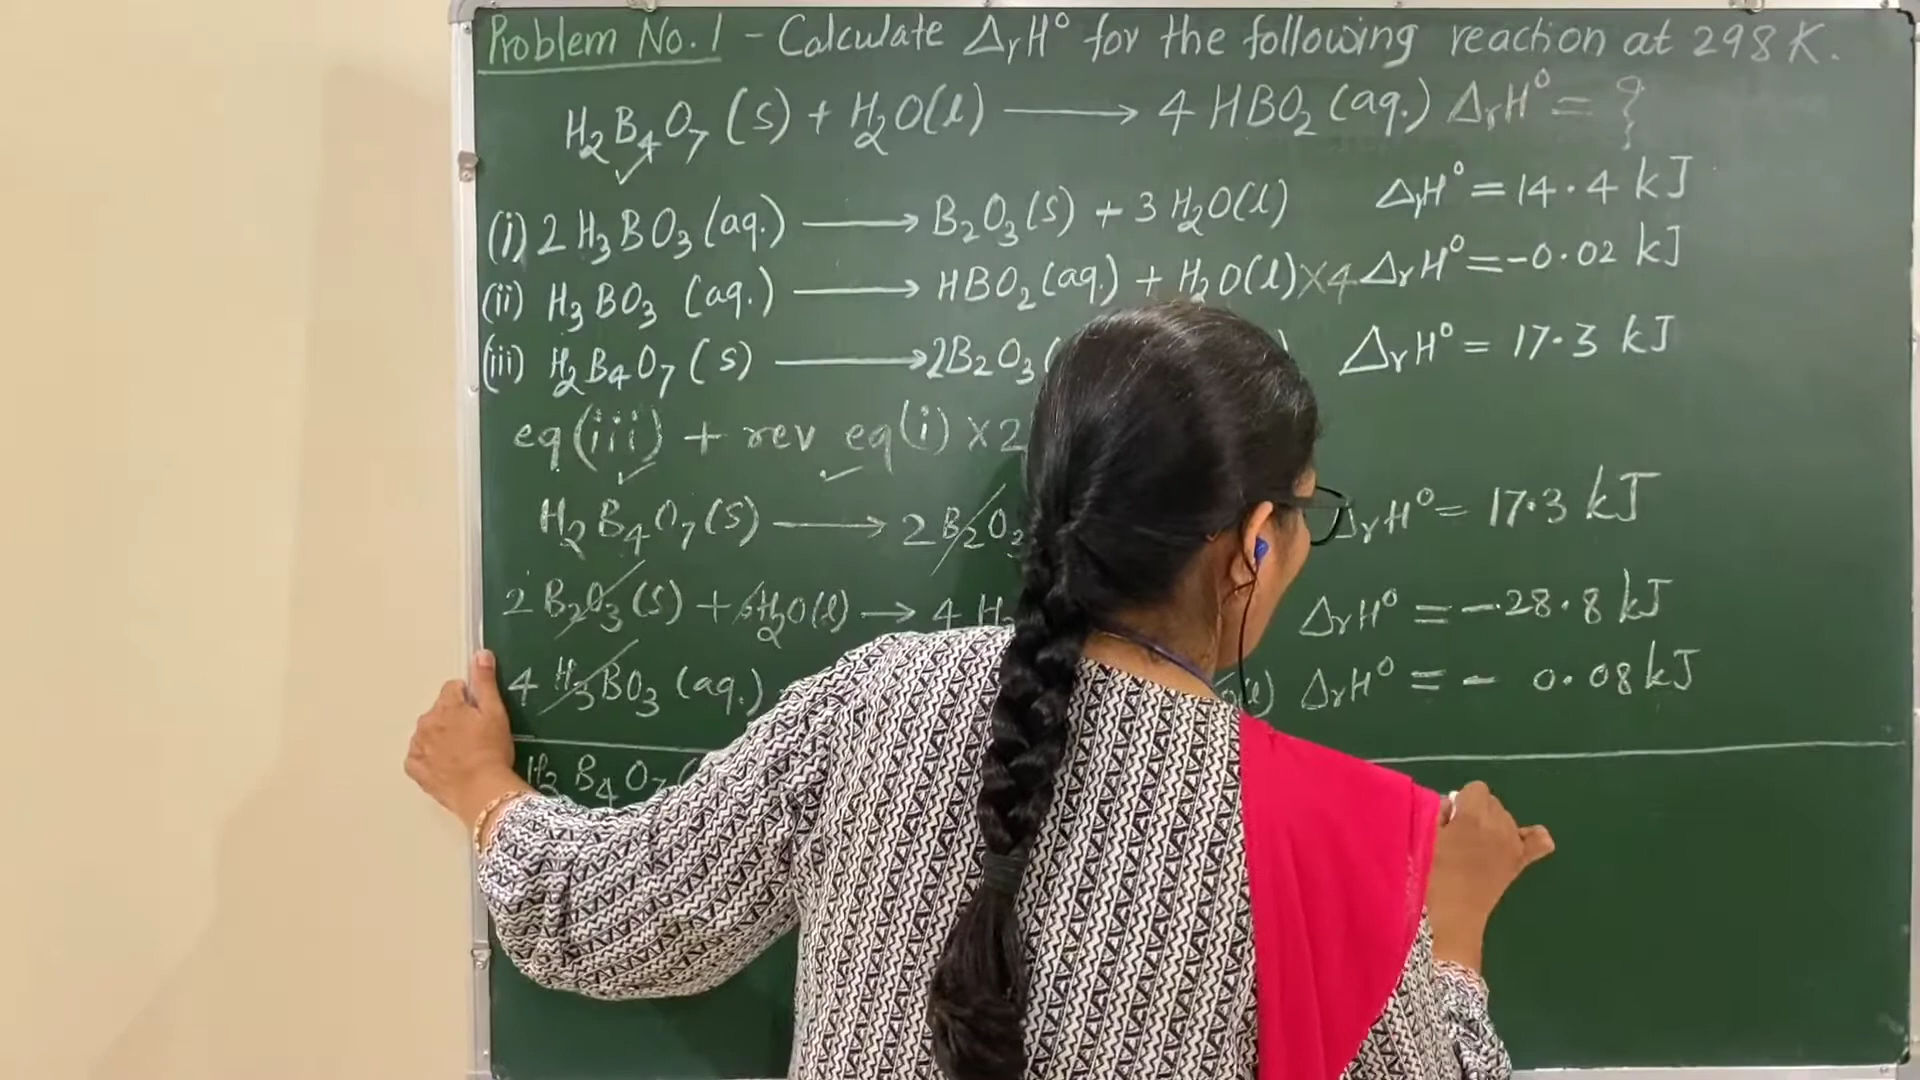 Problem No. 1 - Calculate ΔrH° for the following reaction at 298 K.
H₂B₄O₇ (s) + H₂O(l) ⟶ 4 HBO₂ (aq.) ΔrH° = ?
✓
(i) 2 H₃BO₃ (aq.) ⟶ B₂O₃(s) + 3 H₂O(l) ΔrH° = 14.4 kJ
(ii) H₃BO₃ (aq.) ⟶ HBO₂(aq.) + H₂O(l) ×4 ΔrH° = -0.02 kJ
(iii) H₂B₄O₇ (s) ⟶ 2B₂O₃ ( ΔrH° = 17.3 kJ
eq(iii) + rev eq(i) ×2
✓ ✓
H₂B₄O₇(s) ⟶ 2 B₂O₃ ΔrH° = 17.3 kJ
2 B₂O₃(s) + 6H₂O(l) → 4 H₃ ΔrH° = -28.8 kJ
4 H₃BO₃ (aq.) (l) ΔrH° = - 0.08 kJ
H₂B₄O₇ (